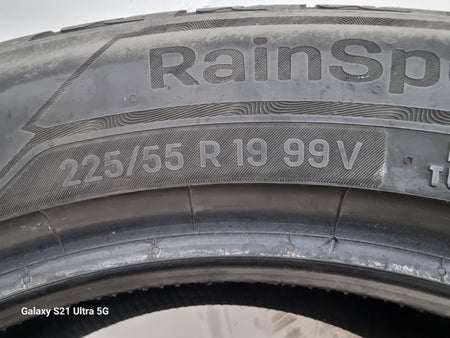 RainSp
225/55 R 19 99V
Galaxy S21 Ultra 5G